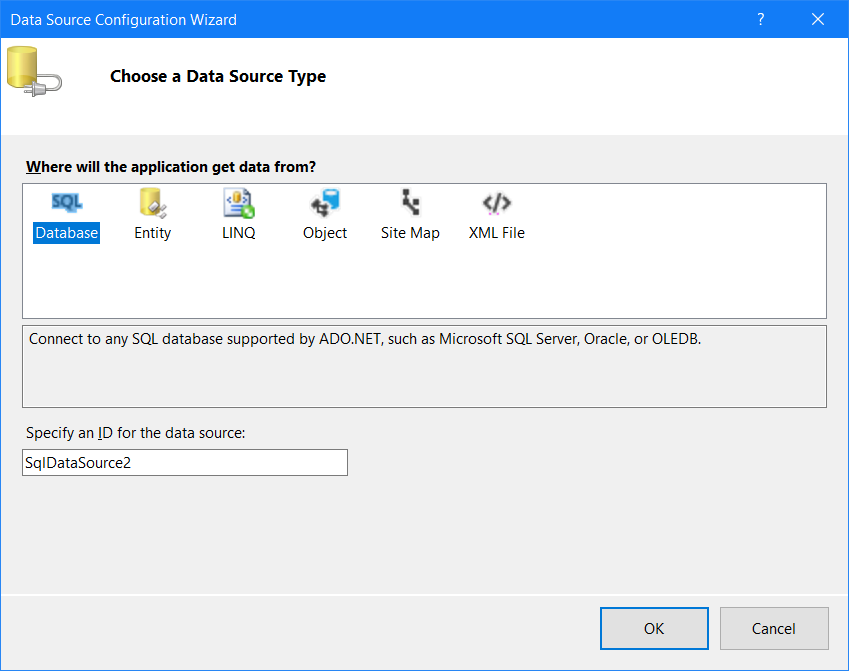 Data Source Configuration Wizard
?
Choose a Data Source Type
Where will the application get data from?
SQL
Database
Entity
LINQ
Object
Site Map
XML File
Connect to any SQL database supported by ADO.NET, such as Microsoft SQL Server, Oracle, or OLEDB.
Specify an ID for the data source:
SqlDataSource2
OK
Cancel